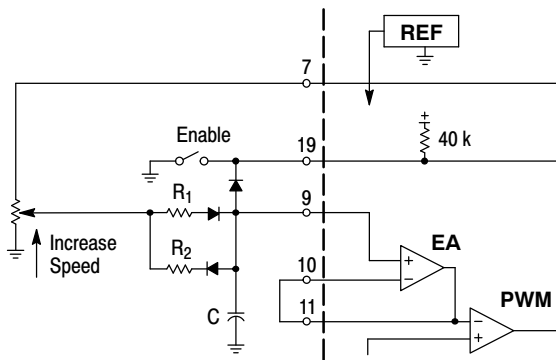 REF
7
Enable
19
40 k
R1
9
EA
Increase
Speed
R2
10
C
11
PWM